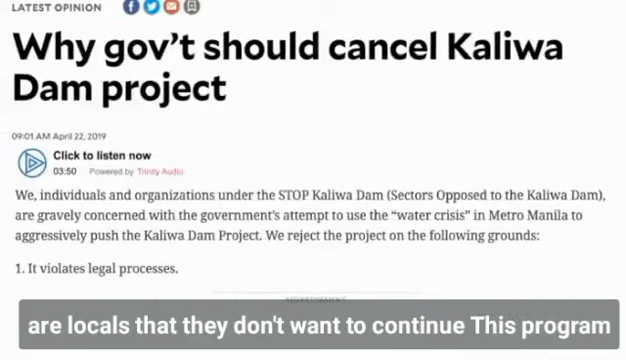 LATEST OPINION
Why gov't should cancel Kaliwa
Dam project
09:01 AM April 22, 2019
Click to listen now
03:50 Powered by Trinity Audio
We, individuals and organizations under the STOP Kaliwa Dam (Sectors Opposed to the Kaliwa Dam),
are gravely concerned with the government's attempt to use the “water crisis” in Metro Manila to
aggressively push the Kaliwa Dam Project. We reject the project on the following grounds:
1. It violates legal processes.
ADVERTISEMENT
are locals that they don't want to continue This program